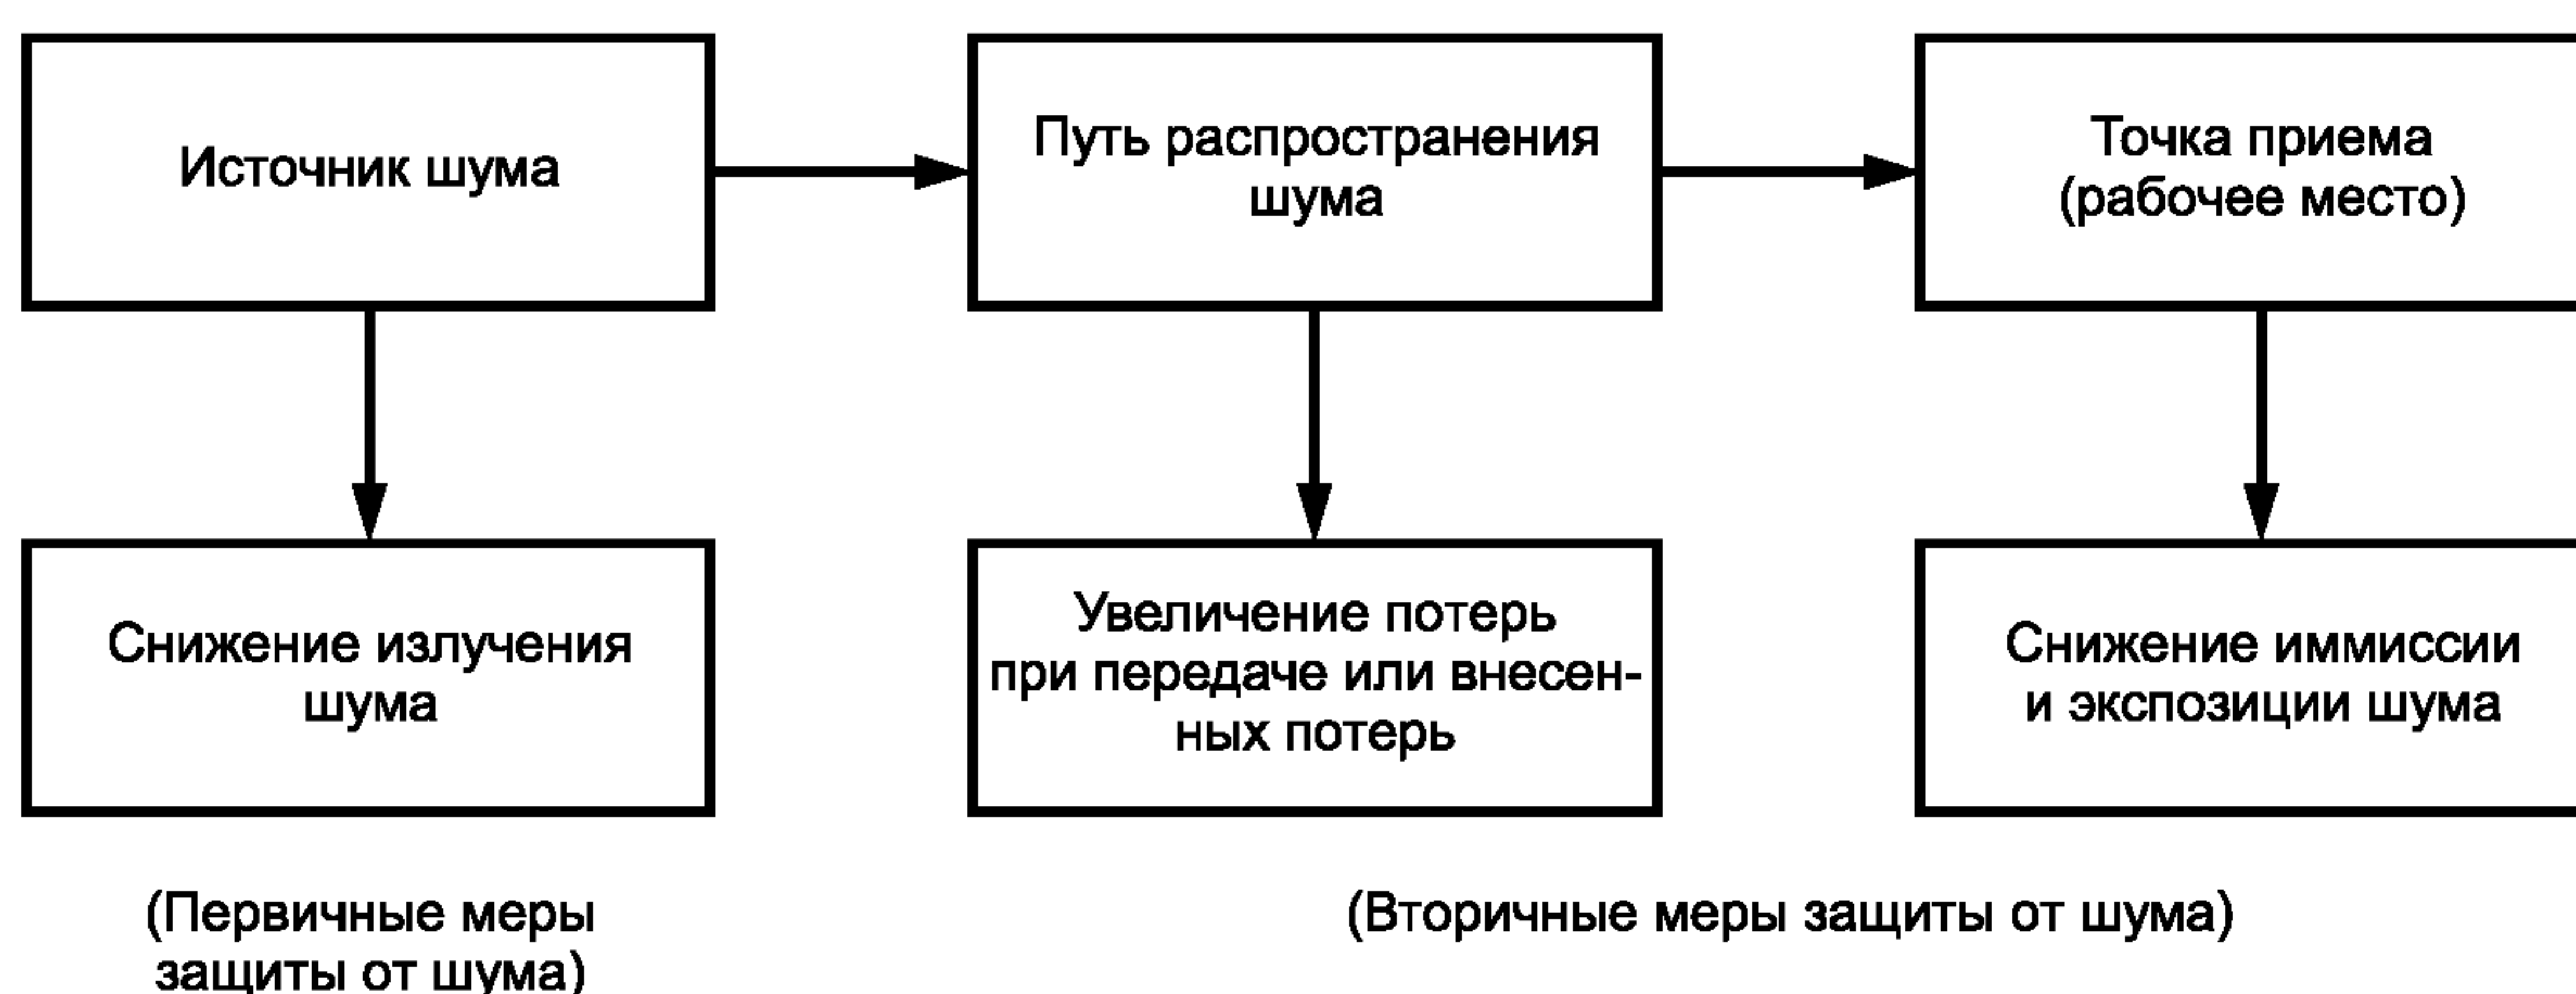 Источник шума
Путь распространения
шума
Точка приема
(рабочее место)
Снижение излучения
шума
Увеличение потерь
при передаче или внесен-
ных потерь
Снижение иммиссии
и экспозиции шума
(Первичные меры
защиты от шума)
(Вторичные меры защиты от шума)